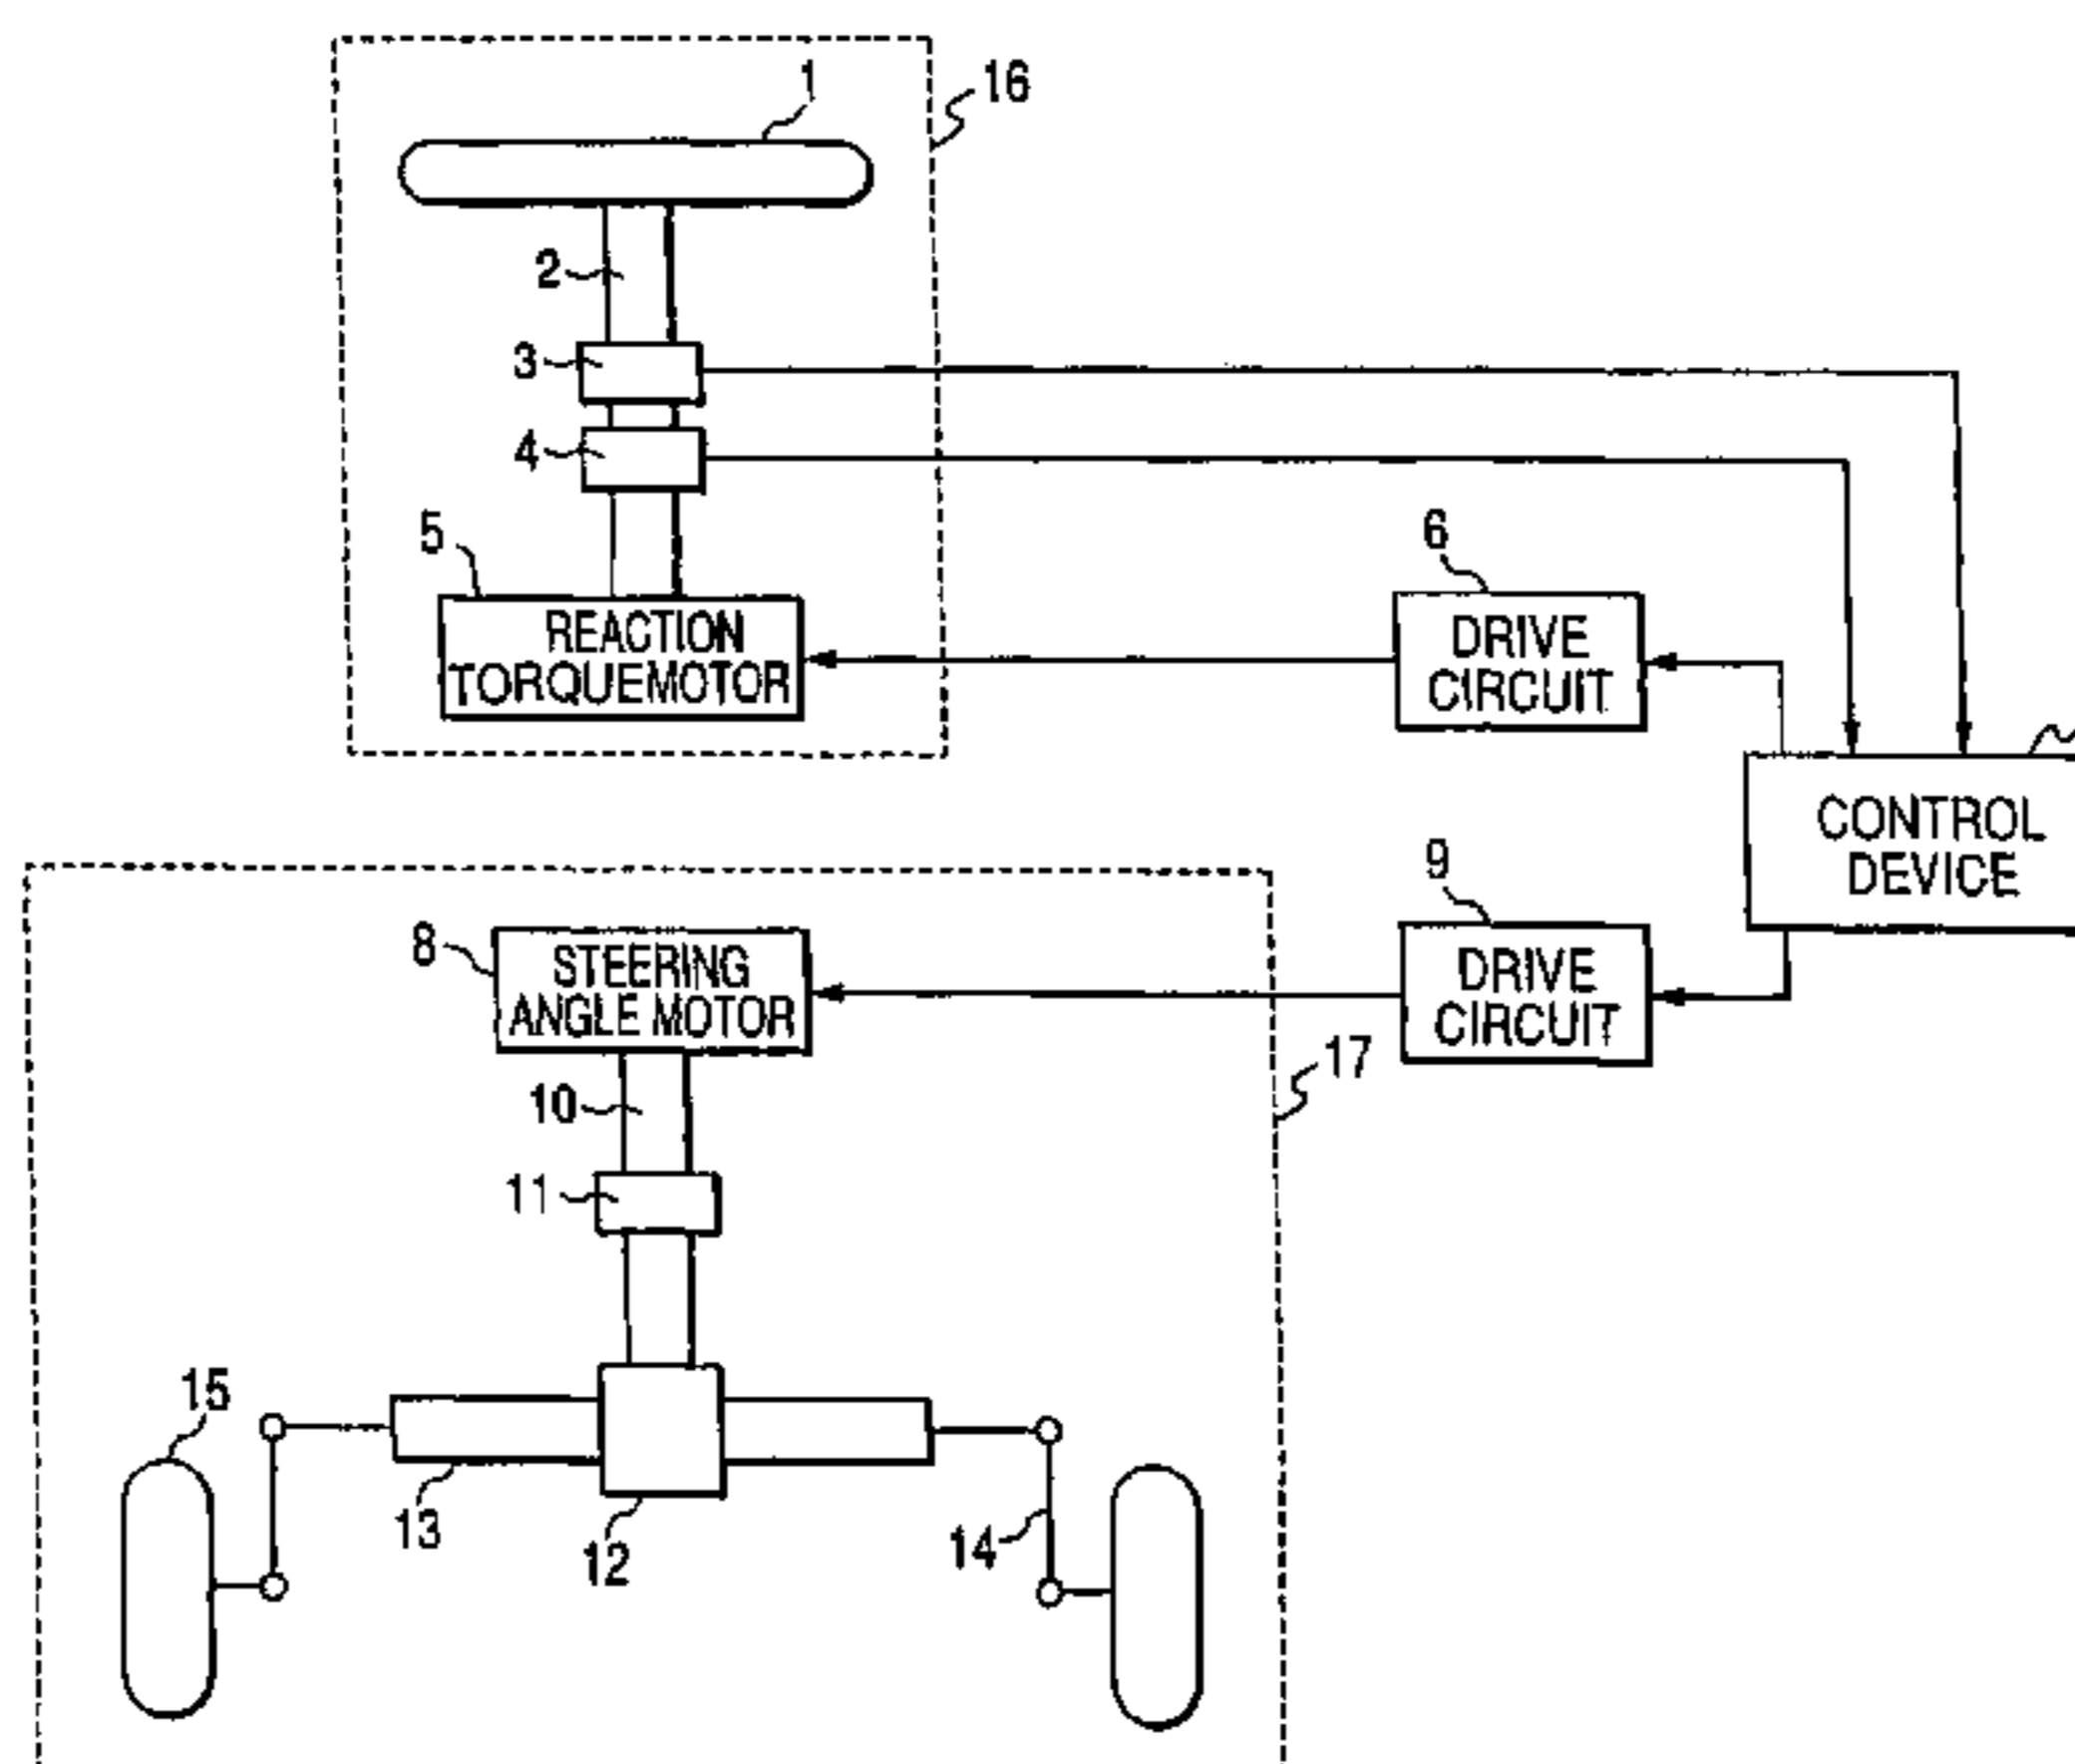 1
16
2
3
4
5
REACTION
TORQUEMOTOR
6
DRIVE
CIRCUIT
CONTROL
DEVICE
8
STEERING
ANGLE MOTOR
9
DRIVE
CIRCUIT
17
10
11
15
13
12
14